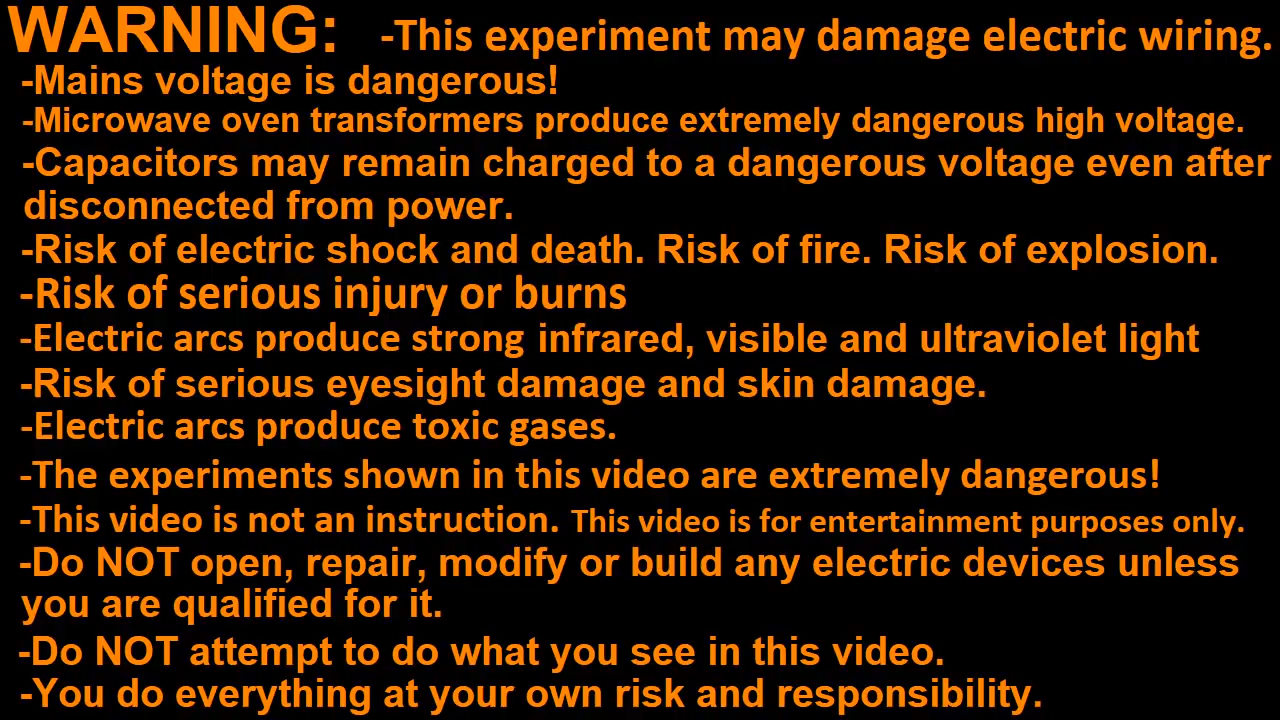 WARNING: -This experiment may damage electric wiring.
-Mains voltage is dangerous!
-Microwave oven transformers produce extremely dangerous high voltage.
-Capacitors may remain charged to a dangerous voltage even after
disconnected from power.
-Risk of electric shock and death. Risk of fire. Risk of explosion.
-Risk of serious injury or burns
-Electric arcs produce strong infrared, visible and ultraviolet light
-Risk of serious eyesight damage and skin damage.
-Electric arcs produce toxic gases.
-The experiments shown in this video are extremely dangerous!
-This video is not an instruction. This video is for entertainment purposes only.
-Do NOT open, repair, modify or build any electric devices unless
you are qualified for it.
-Do NOT attempt to do what you see in this video.
-You do everything at your own risk and responsibility.